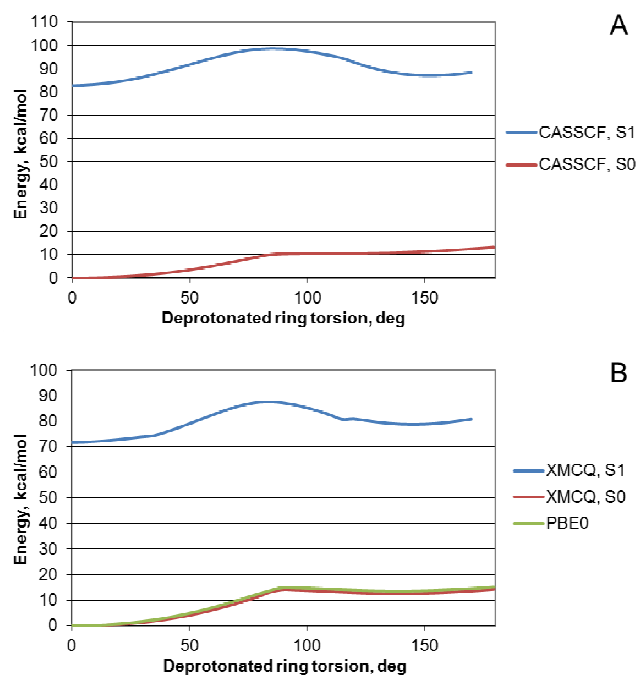 A
110
100
90
80
70
60
50
40
30
20
10
0
Energy, kcal/mol
0 50 100 150
Deprotonated ring torsion, deg
CASSCF, S1
CASSCF, S0
B
100
90
80
70
60
50
40
30
20
10
0
Energy, kcal/mol
0 50 100 150
Deprotonated ring torsion, deg
XMCQ, S1
XMCQ, S0
PBE0